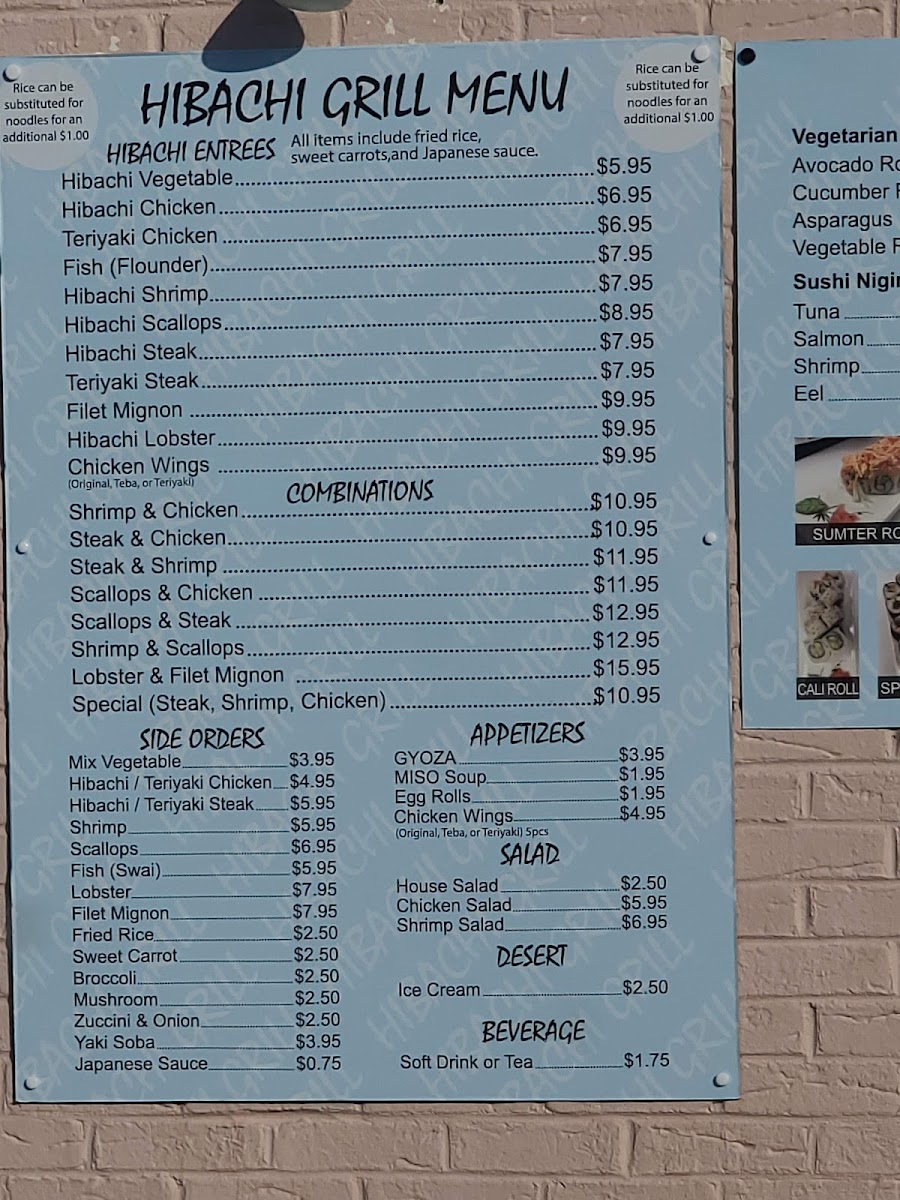 Rice can be
substituted for
noodles for an
additional $1.00
HIBACHI GRILL MENU
Rice can be
substituted for
noodles for an
additional $1.00
HIBACHI ENTREES
All items include fried rice,
sweet carrots,and Japanese sauce.
Hibachi Vegetable $5.95
Hibachi Chicken $6.95
Teriyaki Chicken $6.95
Fish (Flounder) $7.95
Hibachi Shrimp $7.95
Hibachi Scallops $8.95
Hibachi Steak $7.95
Teriyaki Steak $7.95
Filet Mignon $9.95
Hibachi Lobster $9.95
Chicken Wings $9.95
(Original, Teba, or Teriyaki)
COMBINATIONS
Shrimp & Chicken $10.95
Steak & Chicken $10.95
Steak & Shrimp $11.95
Scallops & Chicken $11.95
Scallops & Steak $12.95
Shrimp & Scallops $12.95
Lobster & Filet Mignon $15.95
Special (Steak, Shrimp, Chicken) $10.95
SIDE ORDERS
Mix Vegetable $3.95
Hibachi / Teriyaki Chicken $4.95
Hibachi / Teriyaki Steak $5.95
Shrimp $5.95
Scallops $6.95
Fish (Swai) $5.95
Lobster $7.95
Filet Mignon $7.95
Fried Rice $2.50
Sweet Carrot $2.50
Broccoli $2.50
Mushroom $2.50
Zuccini & Onion $2.50
Yaki Soba $3.95
Japanese Sauce $0.75
APPETIZERS
GYOZA $3.95
MISO Soup $1.95
Egg Rolls $1.95
Chicken Wings $4.95
(Original, Teba, or Teriyaki) 5pcs
SALAD
House Salad $2.50
Chicken Salad $5.95
Shrimp Salad $6.95
DESERT
Ice Cream $2.50
BEVERAGE
Soft Drink or Tea $1.75
Vegetarian
Avocado Ro
Cucumber
Asparagus
Vegetable
Sushi Nigir
Tuna
Salmon
Shrimp
Eel
SUMTER RO
CALI ROLL
SP